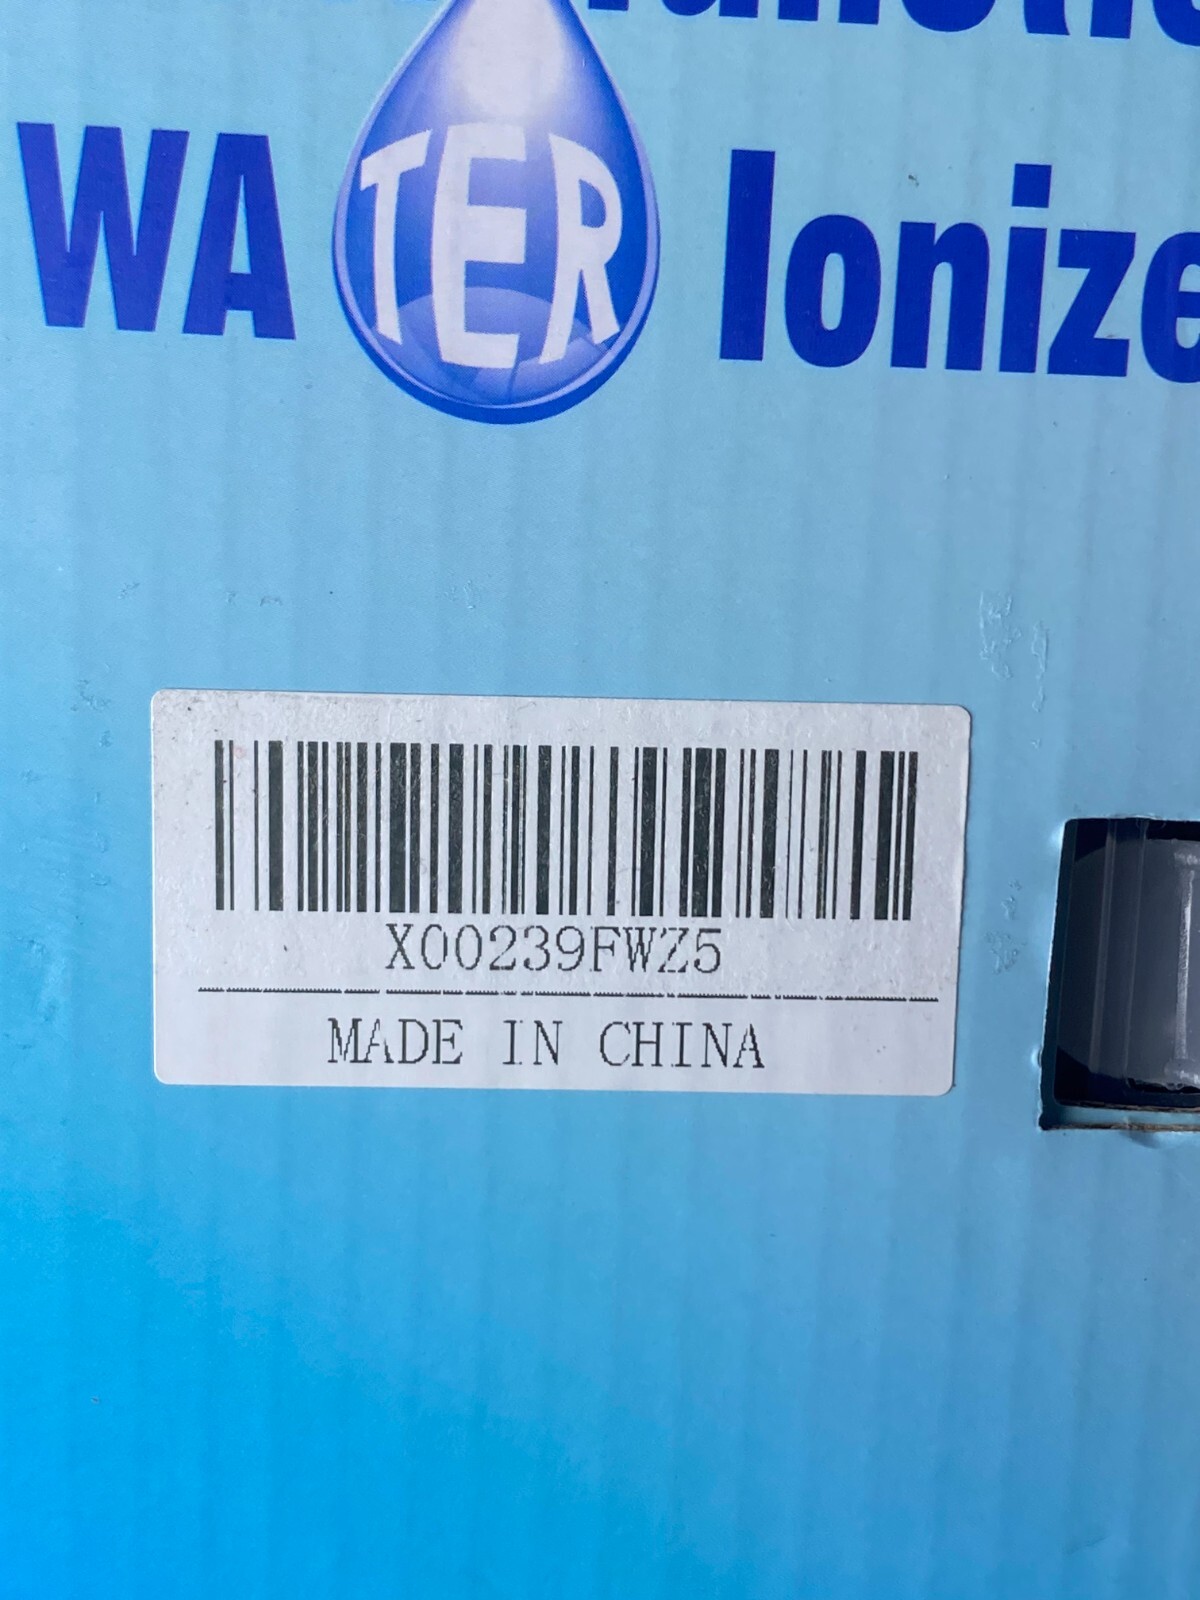 WATER Ionize
X00239FWZ5
MADE IN CHINA